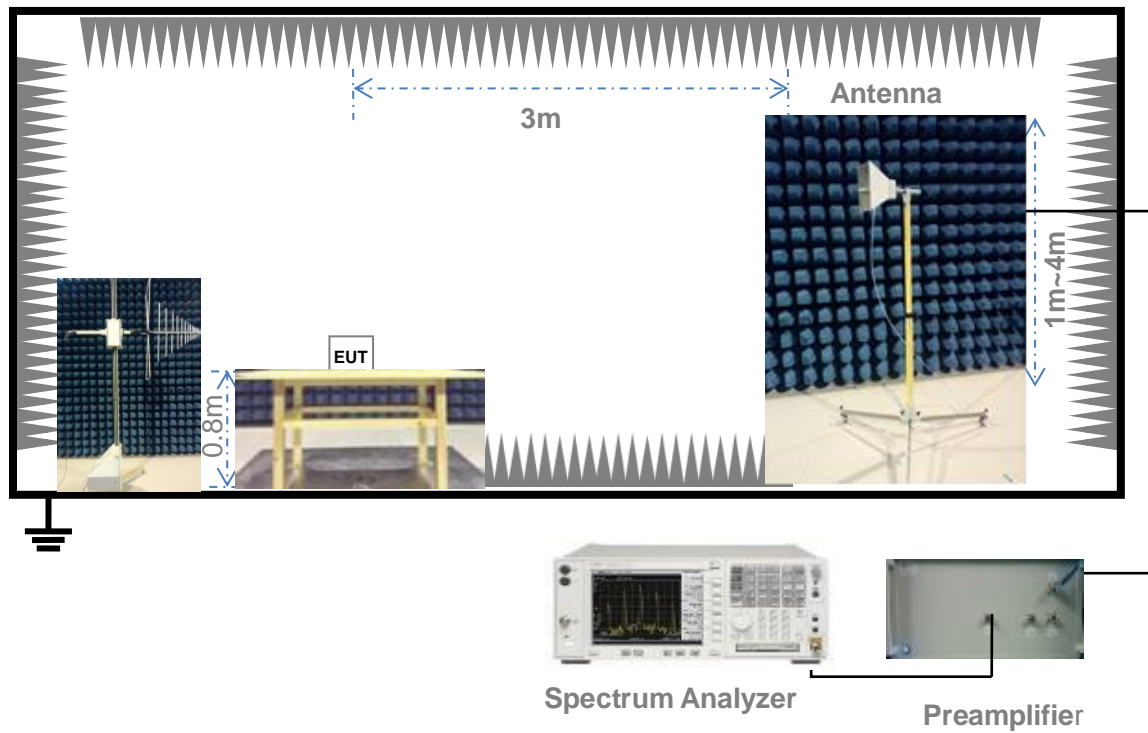 Antenna
3m
1m~4m
EUT
0.8m
Spectrum Analyzer
Preamplifier